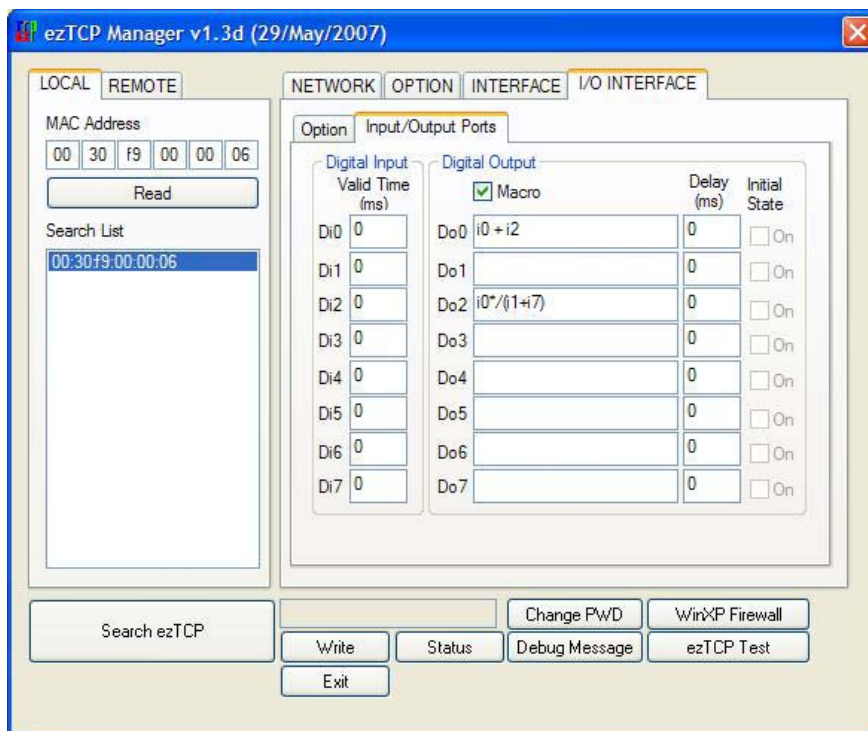 ezTCP Manager v1.3d (29/May/2007)
LOCAL REMOTE
MAC Address
00 30 f9 00 00 06
Read
Search List
00:30:f9:00:00:06
NETWORK OPTION INTERFACE I/O INTERFACE
Option Input/Output Ports
Digital Input Digital Output
Valid Time (ms) Macro Delay (ms) Initial State
Di0 0 Do0 i0 + i2 0 On
Di1 0 Do1 0 On
Di2 0 Do2 i0*/(i1+i7) 0 On
Di3 0 Do3 0 On
Di4 0 Do4 0 On
Di5 0 Do5 0 On
Di6 0 Do6 0 On
Di7 0 Do7 0 On
Search ezTCP
Change PWD WinXP Firewall
Write Status Debug Message ezTCP Test
Exit